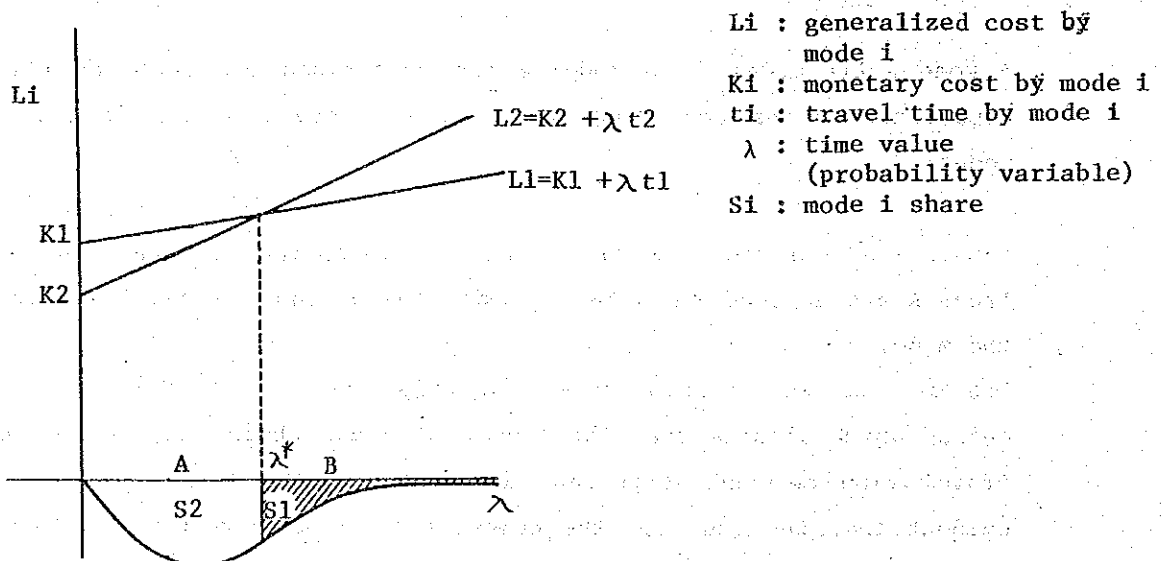 Li : generalized cost by
mode i
Ki : monetary cost by mode i
ti : travel time by mode i
λ : time value
(probability variable)
Si : mode i share
Li
L2=K2 + λ t2
L1=K1 + λ t1
K1
K2
A
λ*
B
S2
S1
λ